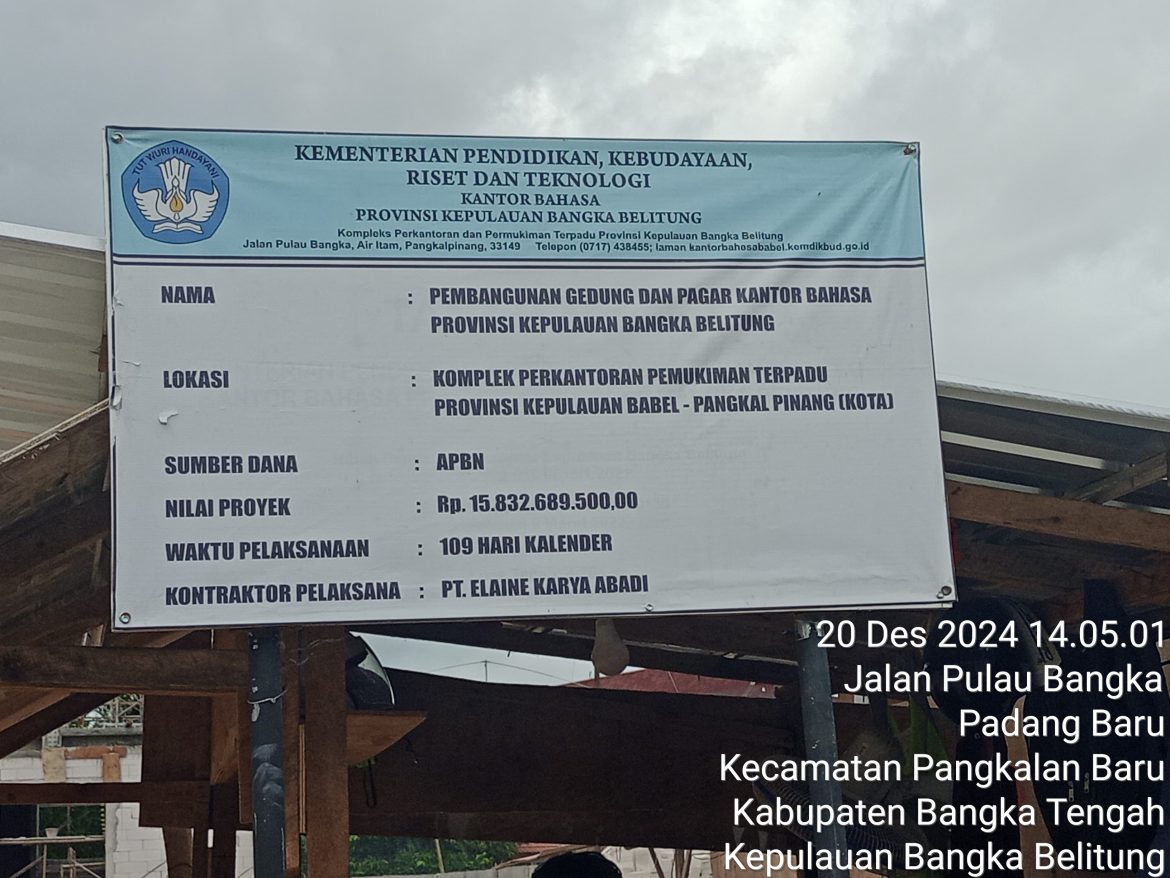 TUT WURI HANDAYANI
KEMENTERIAN PENDIDIKAN, KEBUDAYAAN,
RISET DAN TEKNOLOGI
KANTOR BAHASA
PROVINSI KEPULAUAN BANGKA BELITUNG
Kompleks Perkantoran dan Permukiman Terpadu Provinsi Kepulauan Bangka Belitung
Jalan Pulau Bangka, Air Itam, Pangkalpinang, 33149 Telepon (0717) 438455; laman kantorbahasababel.kemdikbud.go.id
NAMA : PEMBANGUNAN GEDUNG DAN PAGAR KANTOR BAHASA
PROVINSI KEPULAUAN BANGKA BELITUNG
LOKASI : KOMPLEK PERKANTORAN PEMUKIMAN TERPADU
PROVINSI KEPULAUAN BABEL - PANGKAL PINANG (KOTA)
SUMBER DANA : APBN
NILAI PROYEK : Rp. 15.832.689.500,00
WAKTU PELAKSANAAN : 109 HARI KALENDER
KONTRAKTOR PELAKSANA : PT. ELAINE KARYA ABADI
20 Des 2024 14.05.01
Jalan Pulau Bangka
Padang Baru
Kecamatan Pangkalan Baru
Kabupaten Bangka Tengah
Kepulauan Bangka Belitung